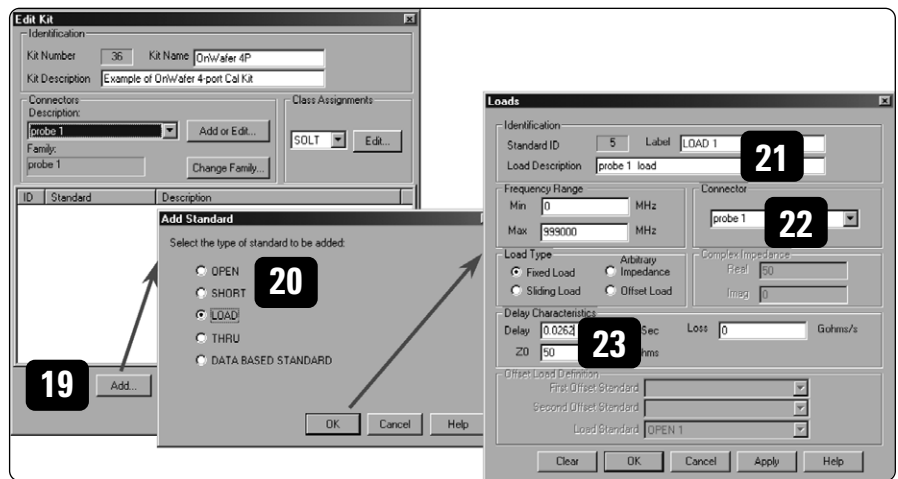 Edit Kit
Identification
Kit Number 36 Kit Name OnWafer 4P
Kit Description Example of OnWafer 4-port Cal Kit
Connectors
Description:
probe 1 Add or Edit...
Family:
probe 1 Change Family...
Class Assignments
SOLT Edit...
ID Standard Description
19 Add...
Add Standard
Select the type of standard to be added:
OPEN
SHORT
LOAD
THRU
DATA BASED STANDARD
20
OK Cancel Help
Loads
Identification
Standard ID 5 Label LOAD 1
Load Description probe 1 load
21
Frequency Range
Min 0 MHz
Max 999000 MHz
Connector
probe 1
22
Load Type
Fixed Load Arbitrary Impedance
Sliding Load Offset Load
Complex Impedance
Real 50
Imag 0
Delay Characteristics
Delay 0.0262 Sec Loss 0 Gohms/s
Z0 50 hms
23
Offset Load Definition
First Offset Standard
Second Offset Standard
Load Standard OPEN 1
Clear OK Cancel Apply Help